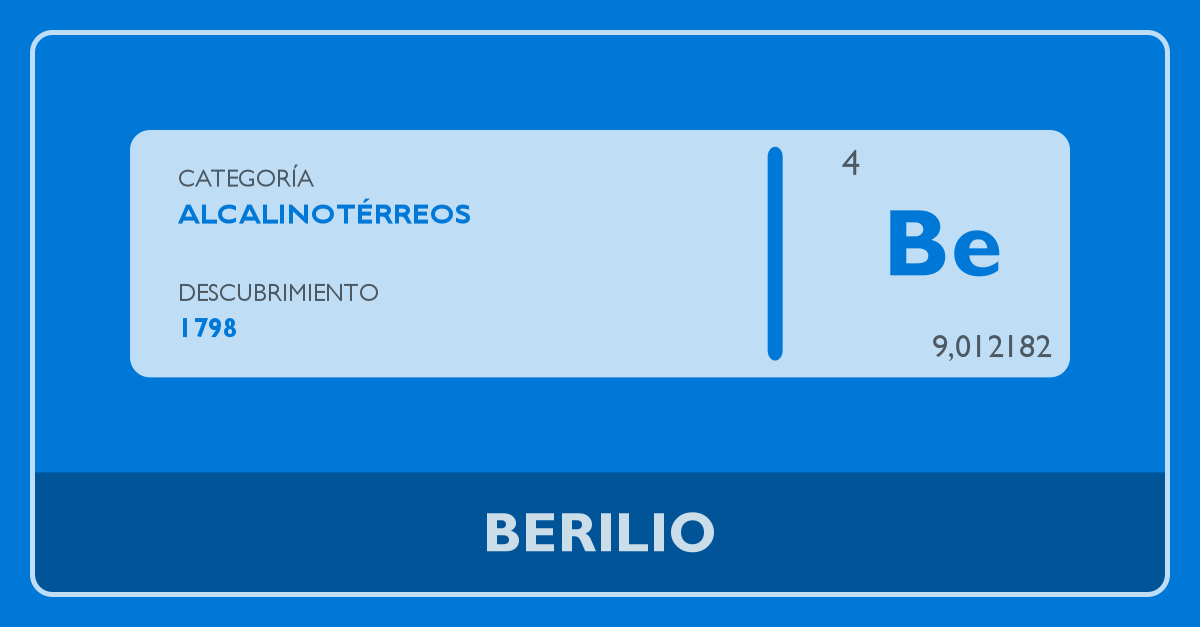 CATEGORÍA
ALCALINOTÉRREOS
DESCUBRIMIENTO
1798
4
Be
9,012182
BERILIO